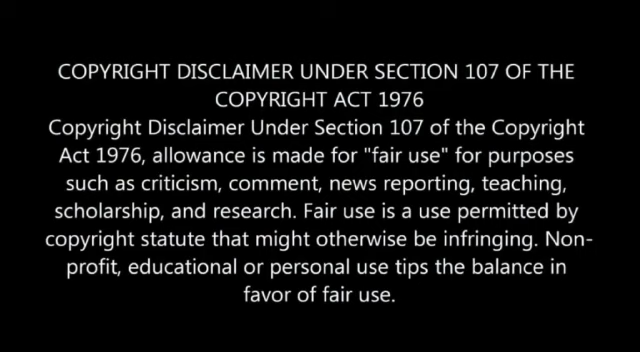 COPYRIGHT DISCLAIMER UNDER SECTION 107 OF THE
COPYRIGHT ACT 1976
Copyright Disclaimer Under Section 107 of the Copyright
Act 1976, allowance is made for "fair use" for purposes
such as criticism, comment, news reporting, teaching,
scholarship, and research. Fair use is a use permitted by
copyright statute that might otherwise be infringing. Non-
profit, educational or personal use tips the balance in
favor of fair use.